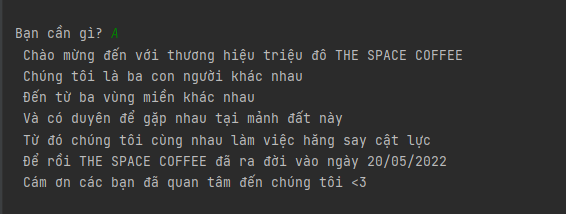 Bạn cần gì? A
Chào mừng đến với thương hiệu triệu đô THE SPACE COFFEE
Chúng tôi là ba con người khác nhau
Đến từ ba vùng miền khác nhau
Và có duyên để gặp nhau tại mảnh đất này
Từ đó chúng tôi cùng nhau làm việc hăng say cật lực
Để rồi THE SPACE COFFEE đã ra đời vào ngày 20/05/2022
Cám ơn các bạn đã quan tâm đến chúng tôi <3